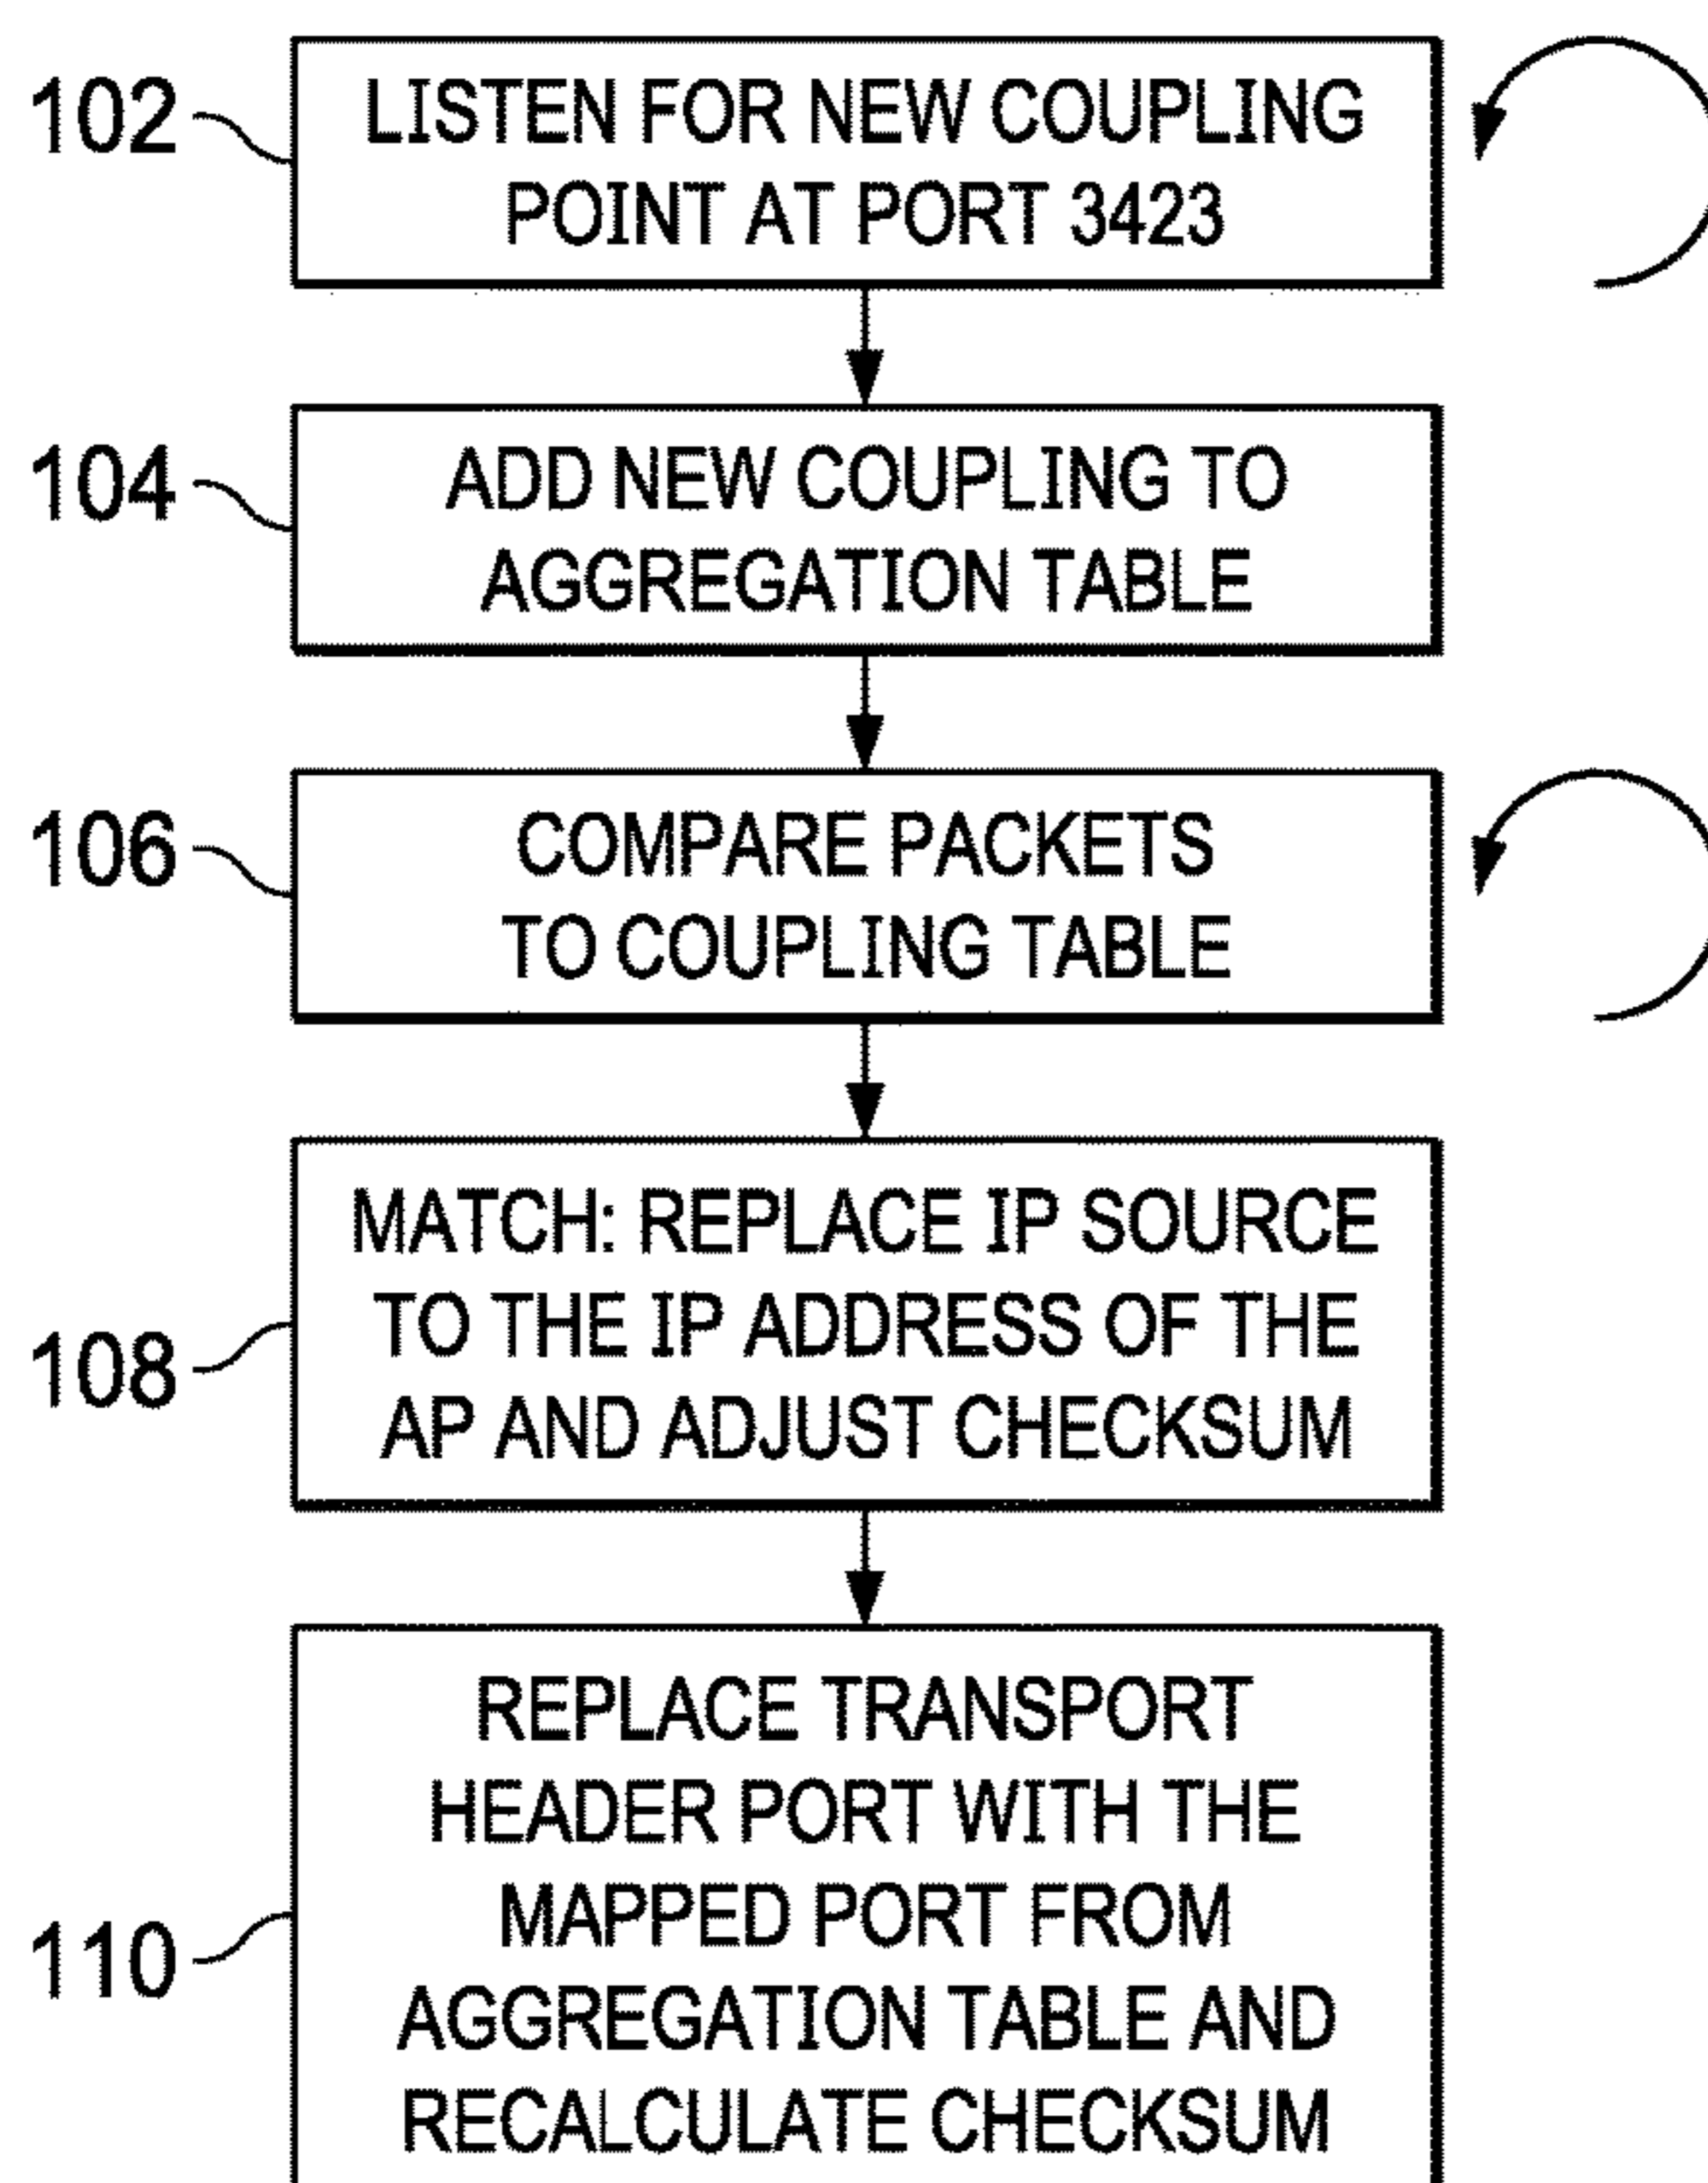 102
LISTEN FOR NEW COUPLING
POINT AT PORT 3423
104
ADD NEW COUPLING TO
AGGREGATION TABLE
106
COMPARE PACKETS
TO COUPLING TABLE
108
MATCH: REPLACE IP SOURCE
TO THE IP ADDRESS OF THE
AP AND ADJUST CHECKSUM
110
REPLACE TRANSPORT
HEADER PORT WITH THE
MAPPED PORT FROM
AGGREGATION TABLE AND
RECALCULATE CHECKSUM